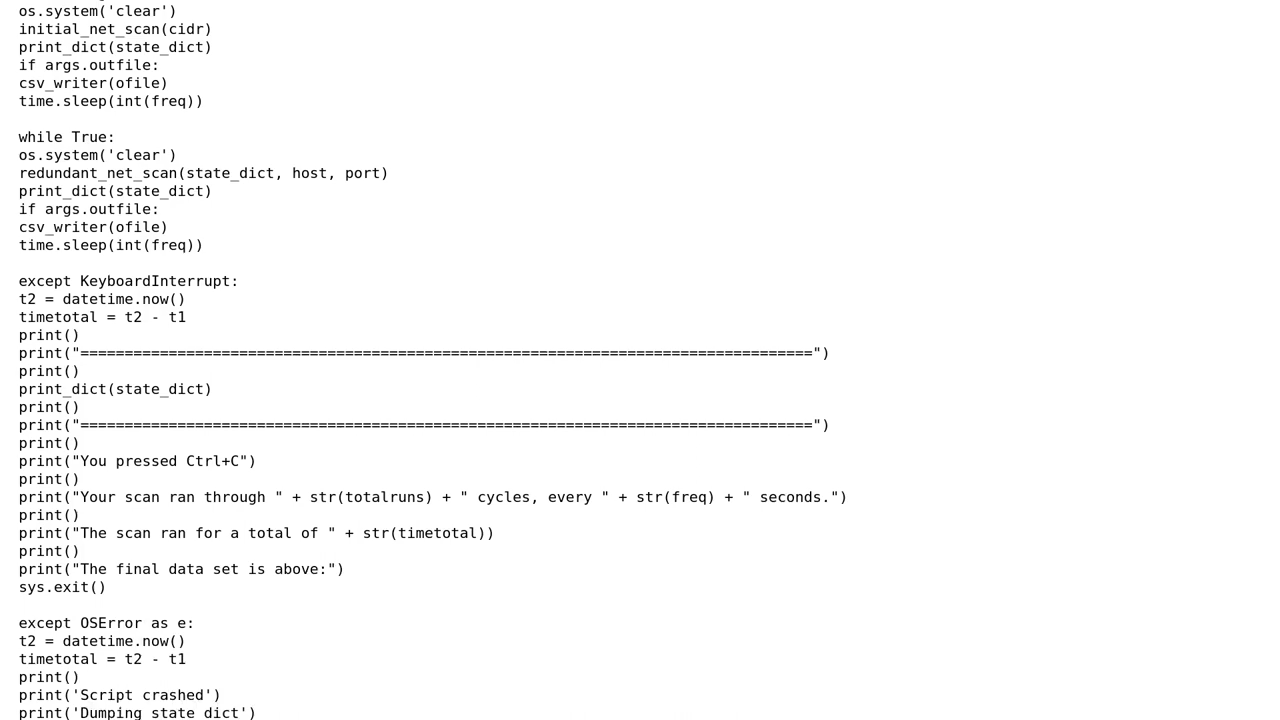 os.system('clear')
initial_net_scan(cidr)
print_dict(state_dict)
if args.outfile:
csv_writer(ofile)
time.sleep(int(freq))

while True:
os.system('clear')
redundant_net_scan(state_dict, host, port)
print_dict(state_dict)
if args.outfile:
csv_writer(ofile)
time.sleep(int(freq))

except KeyboardInterrupt:
t2 = datetime.now()
timetotal = t2 - t1
print()
print("===================================================================================")
print()
print_dict(state_dict)
print()
print("===================================================================================")
print()
print("You pressed Ctrl+C")
print()
print("Your scan ran through " + str(totalruns) + " cycles, every " + str(freq) + " seconds.")
print()
print("The scan ran for a total of " + str(timetotal))
print()
print("The final data set is above:")
sys.exit()

except OSError as e:
t2 = datetime.now()
timetotal = t2 - t1
print()
print('Script crashed')
print('Dumping state dict')